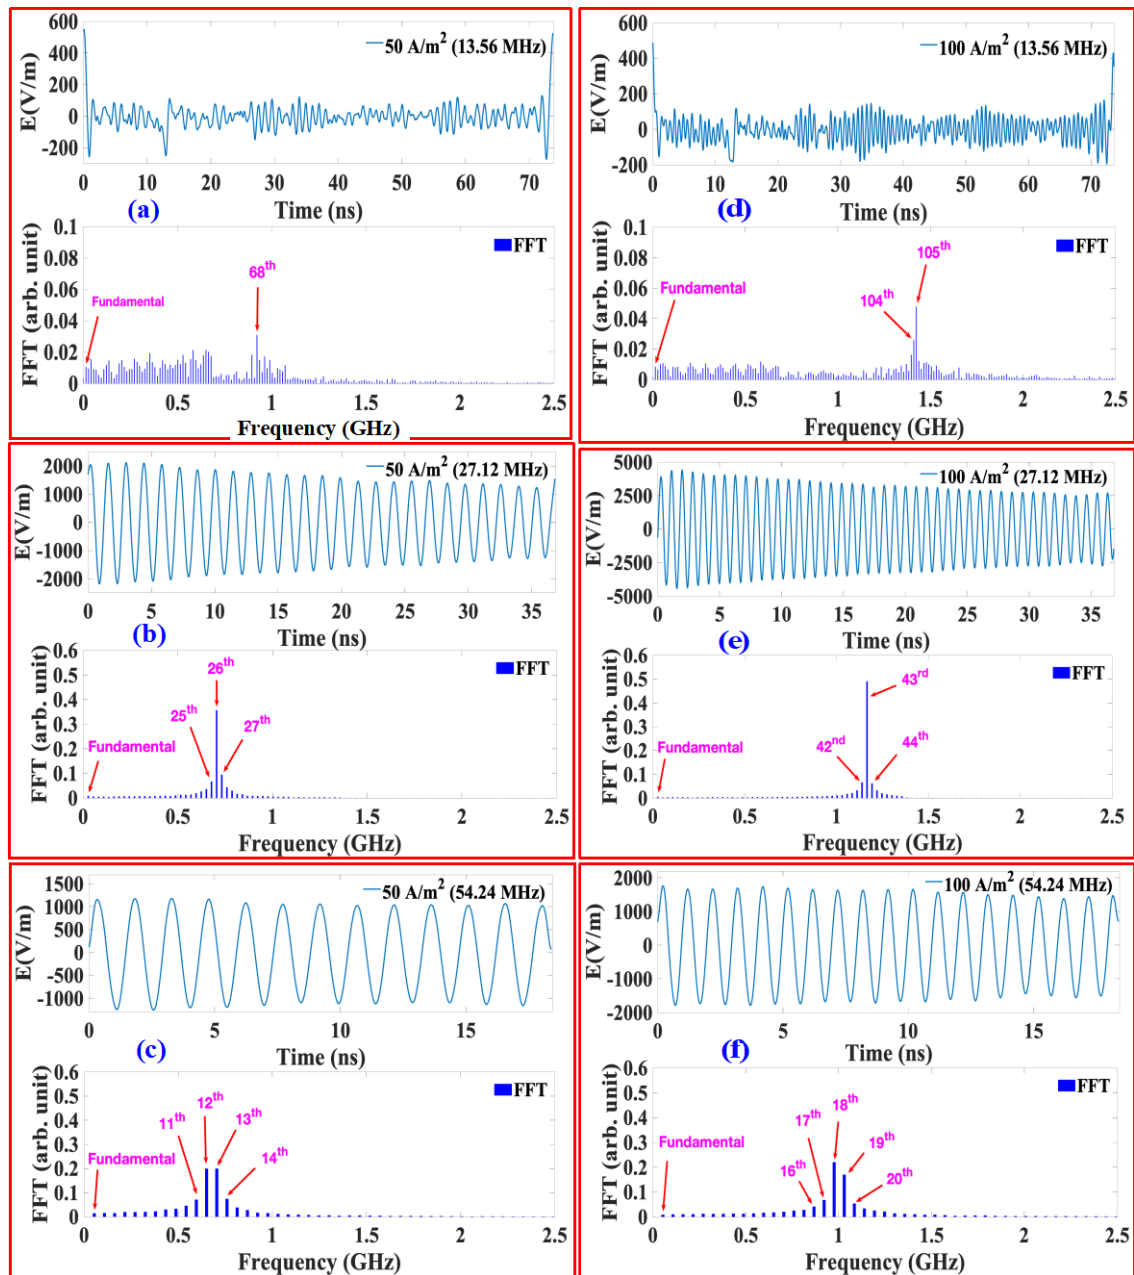 600
400
200
0
-200
E(V/m)
50 A/m² (13.56 MHz)
0 10 20 30 40 50 60 70
(a) Time (ns)
0.1
0.08
0.06
0.04
0.02
0
FFT (arb. unit)
FFT
68th
Fundamental
0 0.5 1 1.5 2 2.5
Frequency (GHz)
600
400
200
0
-200
E(V/m)
100 A/m² (13.56 MHz)
0 10 20 30 40 50 60 70
(d) Time (ns)
0.1
0.08
0.06
0.04
0.02
0
FFT (arb. unit)
FFT
105th
104th
Fundamental
0 0.5 1 1.5 2 2.5
Frequency (GHz)
2000
1000
0
-1000
-2000
E(V/m)
50 A/m² (27.12 MHz)
0 5 10 15 20 25 30 35
(b) Time (ns)
0.6
0.5
0.4
0.3
0.2
0.1
0
FFT (arb. unit)
FFT
26th
25th
27th
Fundamental
0 0.5 1 1.5 2 2.5
Frequency (GHz)
5000
2500
0
-2500
-5000
E(V/m)
100 A/m² (27.12 MHz)
0 5 10 15 20 25 30 35
(e) Time (ns)
0.6
0.5
0.4
0.3
0.2
0.1
0
FFT (arb. unit)
FFT
43rd
42nd
44th
Fundamental
0 0.5 1 1.5 2 2.5
Frequency (GHz)
1500
1000
500
0
-500
-1000
E(V/m)
50 A/m² (54.24 MHz)
0 5 10 15
(c) Time (ns)
0.6
0.5
0.4
0.3
0.2
0.1
0
FFT (arb. unit)
FFT
12th
11th
13th
14th
Fundamental
0 0.5 1 1.5 2 2.5
Frequency (GHz)
2000
1000
0
-1000
-2000
E(V/m)
100 A/m² (54.24 MHz)
0 5 10 15
(f) Time (ns)
0.6
0.5
0.4
0.3
0.2
0.1
0
FFT (arb. unit)
FFT
18th
17th
19th
16th
20th
Fundamental
0 0.5 1 1.5 2 2.5
Frequency (GHz)